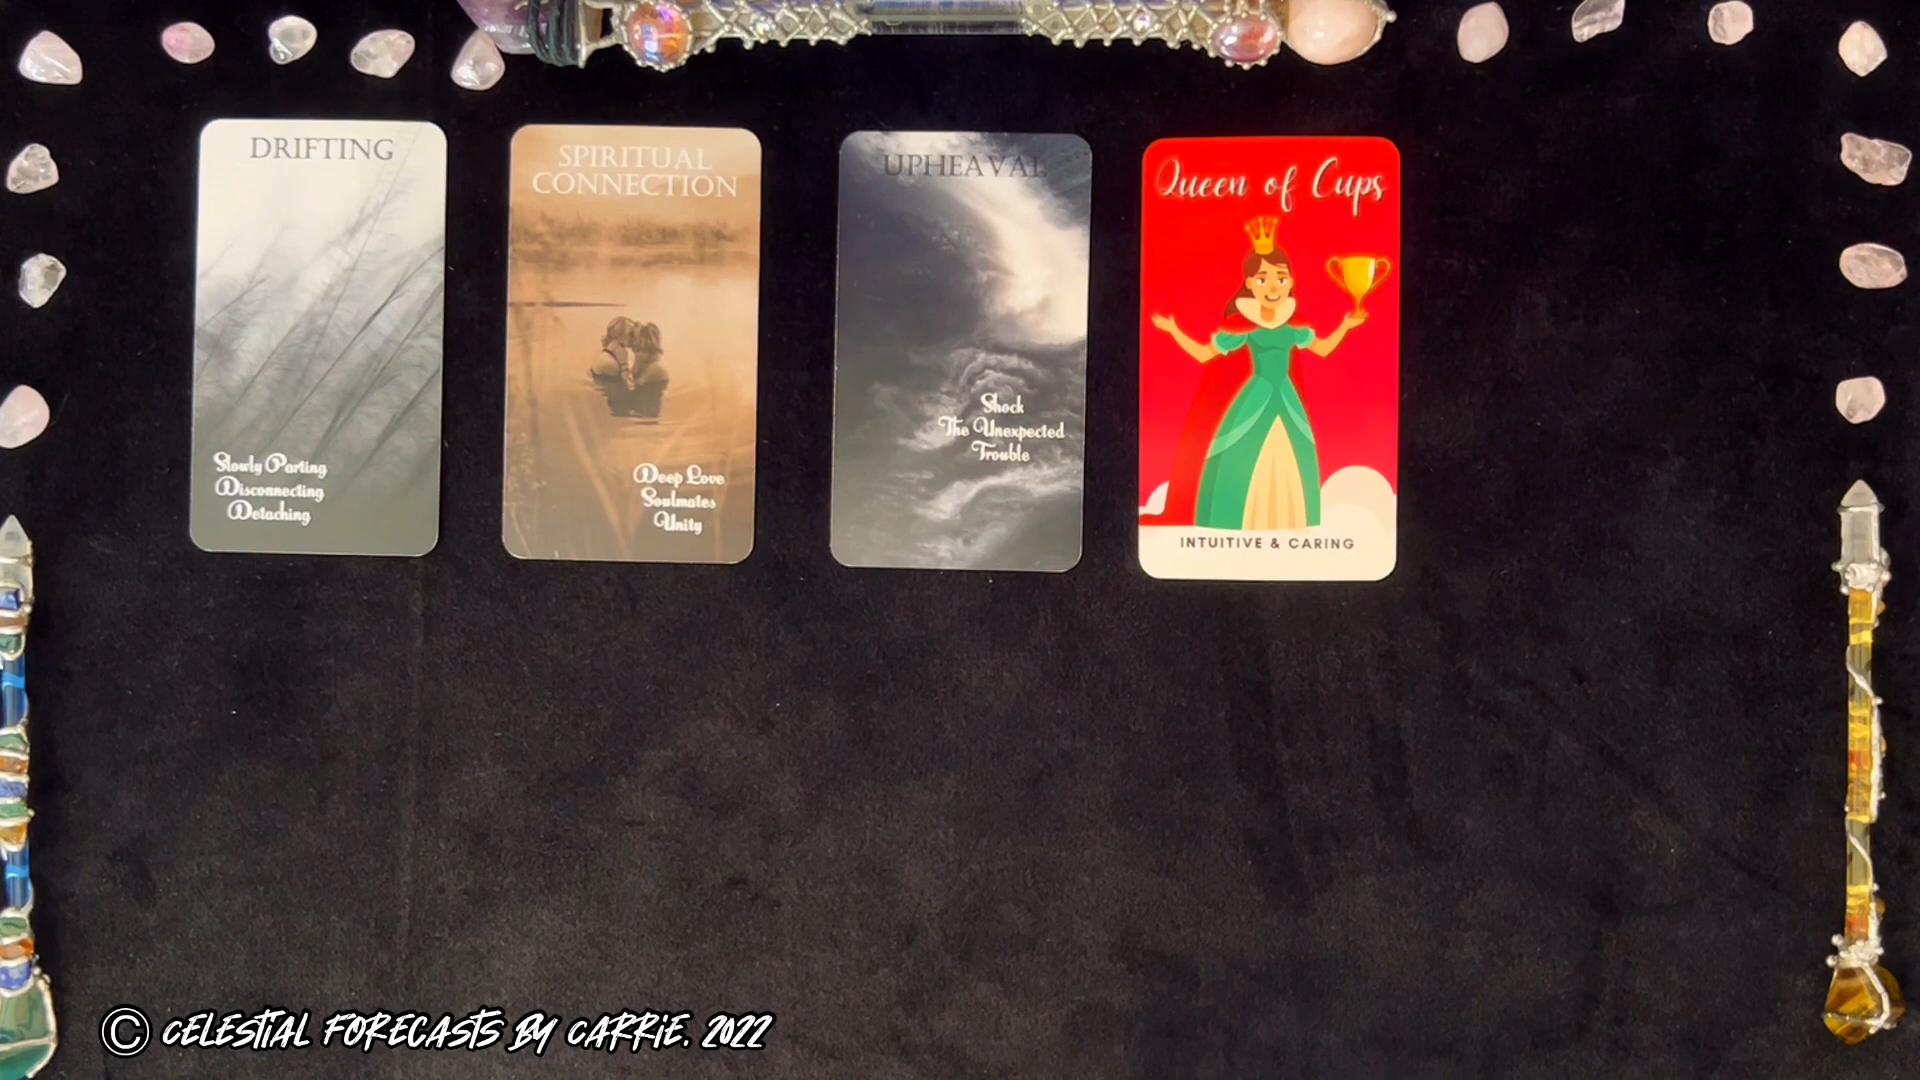 DRIFTING
Slowly Parting
Disconnecting
Detaching
SPIRITUAL
CONNECTION
Deep Love
Soulmates
Unity
UPHEAVAL
Shock
The Unexpected
Trouble
Queen of Cups
INTUITIVE & CARING
© CELESTIAL FORECASTS BY CARRIE. 2022